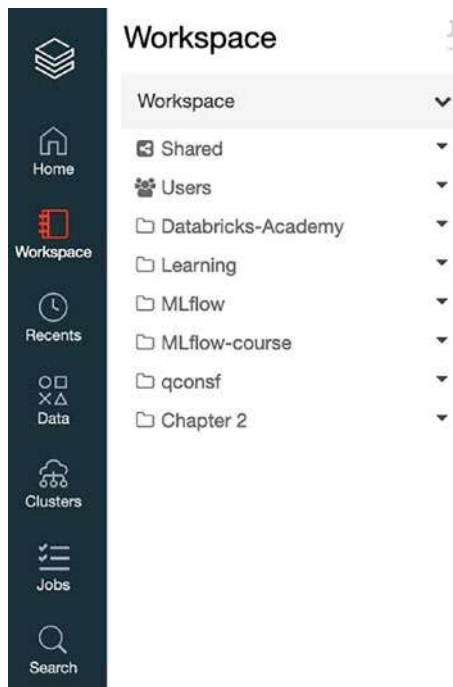 Workspace
Workspace
Shared
Users
Databricks-Academy
Learning
MLflow
MLflow-course
qconsf
Chapter 2
Home
Workspace
Recents
Data
Clusters
Jobs
Search